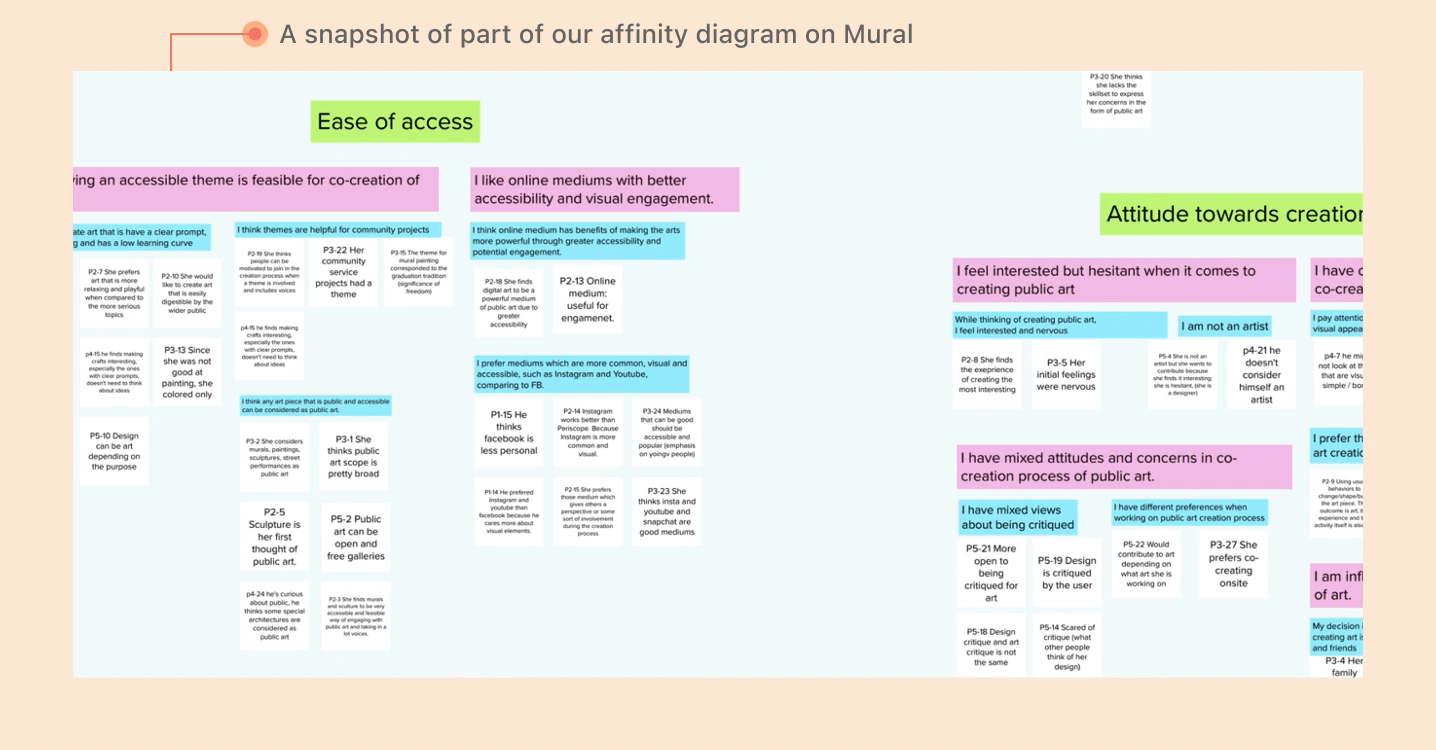 A snapshot of part of our affinity diagram on Mural
Ease of access
ving an accessible theme is feasible for co-creation of
ate art that is have a clear prompt,
g and has a low learning curve
P2-7 She prefers
art that is more
relaxing and playful
when compared to
the more serious
topics
P2-10 She would
like to create art
that is easily
digestible by the
wider public
p4-15 he finds making
crafts interesting,
especially the ones
with clear prompts,
doesn't need to think
about ideas
P3-13 Since
she was not
good at
painting, she
colored only
P5-10 Design
can be art
depending on
the purpose
I think themes are helpful for community projects
P2-19 She thinks
people can be
motivated to join in the
creation process when
a theme is involved
and includes voices
P3-22 Her
community
service
projects had a
theme
P3-15 The theme for
mural painting
corresponded to the
graduation tradition
(significance of
freedom)
p4-15 he finds making
crafts interesting,
especially the ones
with clear prompts,
doesn't need to think
about ideas
I think any art piece that is public and accessible
can be considered as public art.
P3-2 She considers
murals, paintings,
sculptures, street
performances as
public art
P3-1 She
thinks public
art scope is
pretty broad
P2-5
Sculpture is
her first
thought of
public art.
P5-2 Public
art can be
open and
free galleries
p4-24 he's curious
about public, he
thinks some special
architectures are
considered as
public art
P2-3 She finds murals
and sculture to be very
accessible and feasible
way of engaging with
public art and taking in a
lot voices.
I like online mediums with better
accessibility and visual engagement.
I think online medium has benefits of making the arts
more powerful through greater accessibility and
potential engagement.
P2-18 She finds
digital art to be a
powerful medium
of public art due to
greater
accessibility
P2-13 Online
medium:
useful for
engamenet.
I prefer mediums which are more common, visual and
accessible, such as Instagram and Youtube,
comparing to FB.
P1-15 He
thinks
facebook is
less personal
P2-14 Instagram
works better than
Periscope. Because
Instagram is more
common and
visual.
P3-24 Mediums
that can be good
should be
accessible and
popular (emphasis
on yoingv people)
P1-14 He prefered
Instagram and
youtube than
facebook because he
cares more about
visual elements.
P2-15 She prefers
those medium which
gives others a
perspective or some
sort of involvement
during the creation
process
P3-23 She
thinks insta and
youtube and
snapchat are
good mediums
P3-20 She thinks
she lacks the
skillset to express
her concerns in the
form of public art
Attitude towards creation
I feel interested but hesitant when it comes to
creating public art
While thinking of creating public art,
I feel interested and nervous
P2-8 She finds
the exeprience
of creating the
most interesting
P3-5 Her
initial feelings
were nervous
I am not an artist
P5-4 She is not an
artist but she wants to
contribute because
she finds it interesting;
she is hesitant, (she is
a designer)
p4-21 he
doesn't
consider
himself an
artist
I have mixed attitudes and concerns in co-
creation process of public art.
I have mixed views
about being critiqued
P5-21 More
open to
being
critiqued for
art
P5-19 Design
is critiqued
by the user
P5-18 Design
critique and art
critique is not
the same
P5-14 Scared of
critique (what
other people
think of her
design)
I have different preferences when
working on public art creation process
P5-22 Would
contribute to art
depending on
what art she is
working on
P3-27 She
prefers co-
creating
onsite
I have c
co-crea
I pay attentio
visual appea
p4-7 he mi
not look at th
that are visu
simple / bo
I prefer th
art creatio
P2-9 Using usu
behaviors to
change/shape/bu
the art piece. Th
outcome is art, th
experience and t
activity itself is als
I am infl
of art.
My decision i
creating art is
and friends
P3-4 Her
family